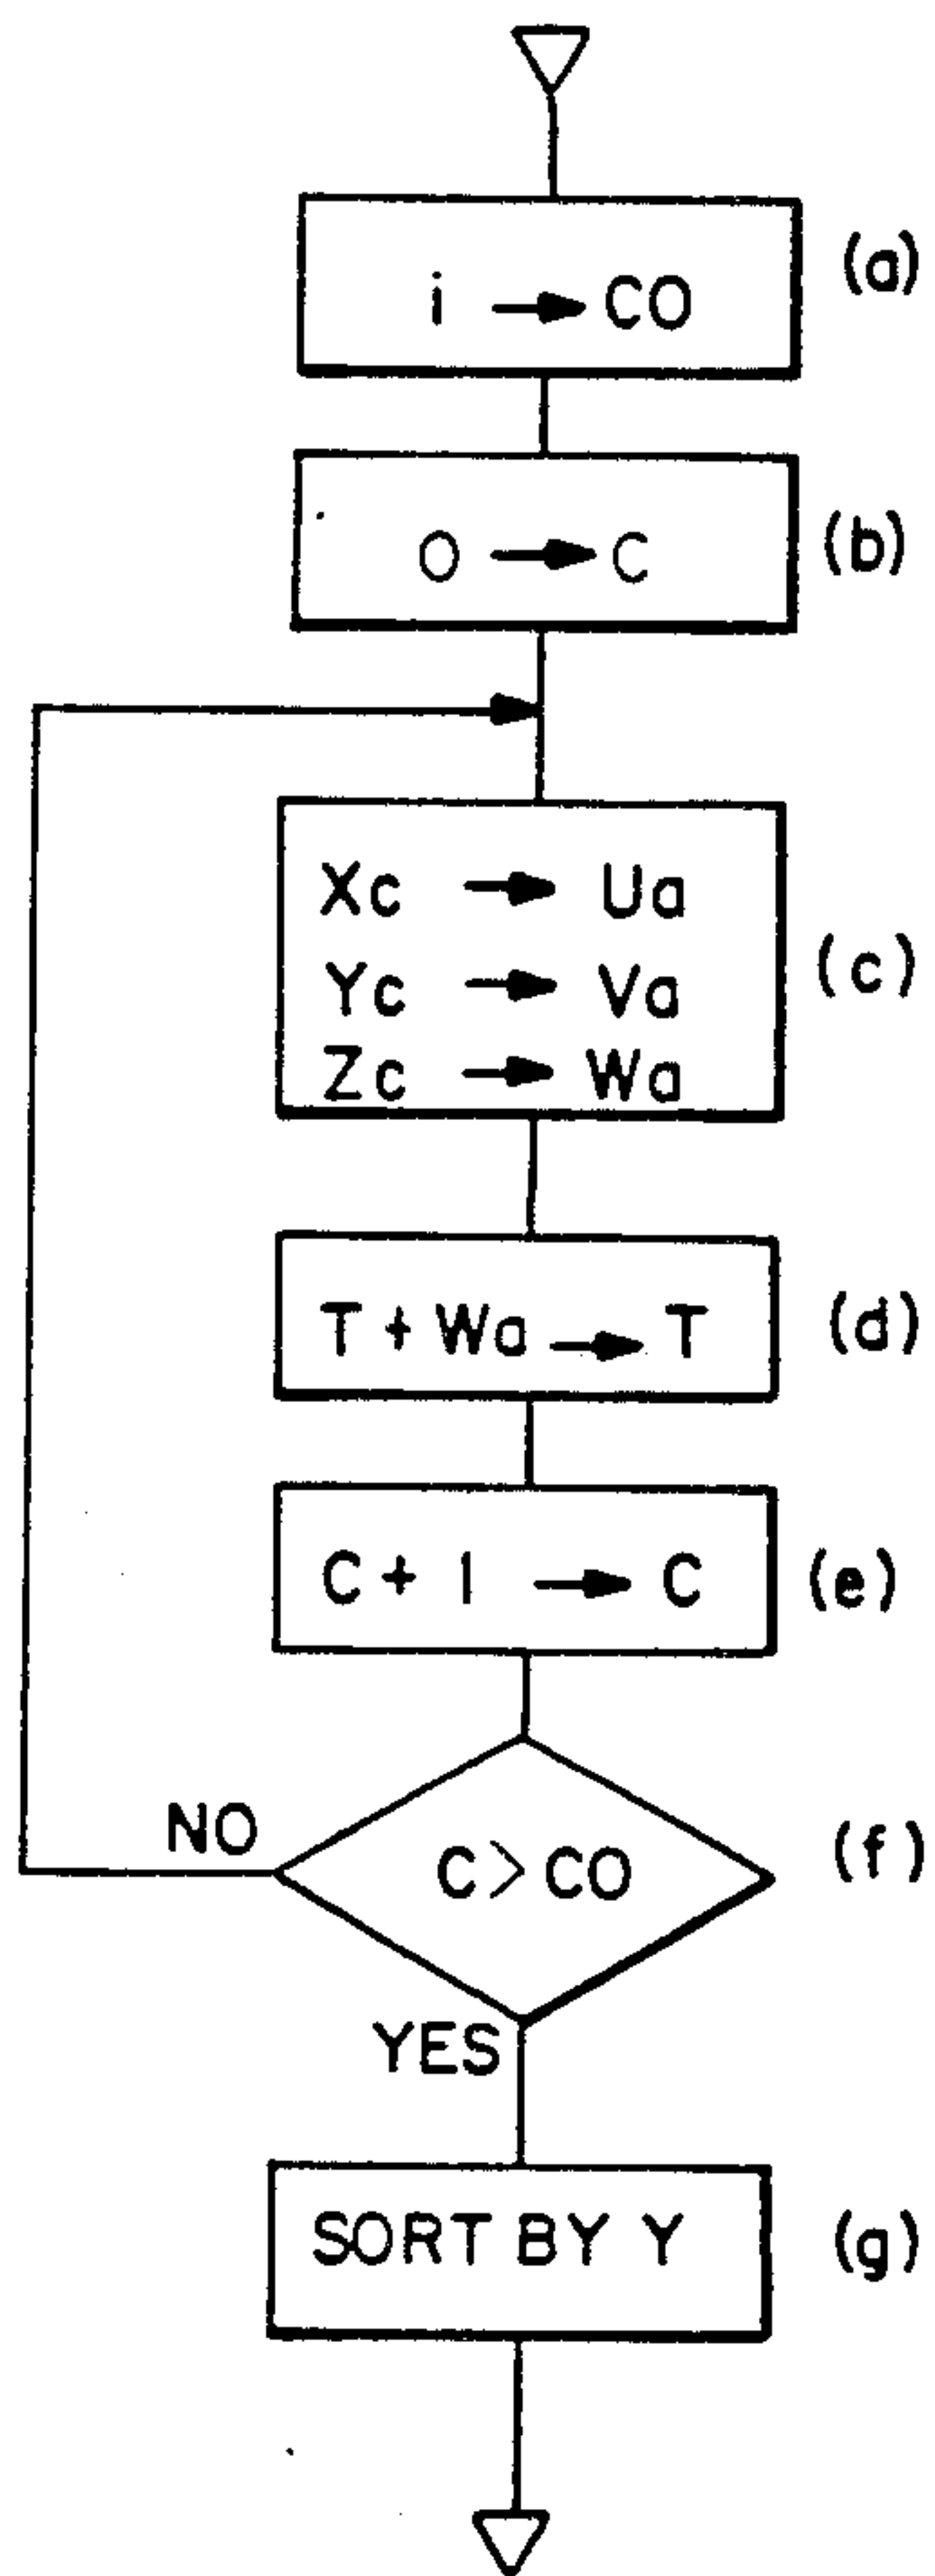 i → CO (a)
O → C (b)
Xc → Ua
Yc → Va (c)
Zc → Wa
T + Wa → T (d)
C + 1 → C (e)
NO C > CO (f)
YES
SORT BY Y (g)